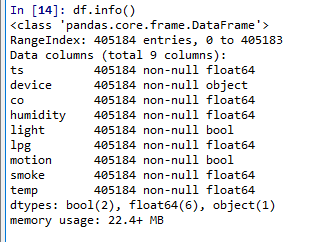 In [14]: df.info()
<class 'pandas.core.frame.DataFrame'>
RangeIndex: 405184 entries, 0 to 405183
Data columns (total 9 columns):
ts          405184 non-null float64
device      405184 non-null object
co          405184 non-null float64
humidity    405184 non-null float64
light       405184 non-null bool
lpg         405184 non-null float64
motion      405184 non-null bool
smoke       405184 non-null float64
temp        405184 non-null float64
dtypes: bool(2), float64(6), object(1)
memory usage: 22.4+ MB